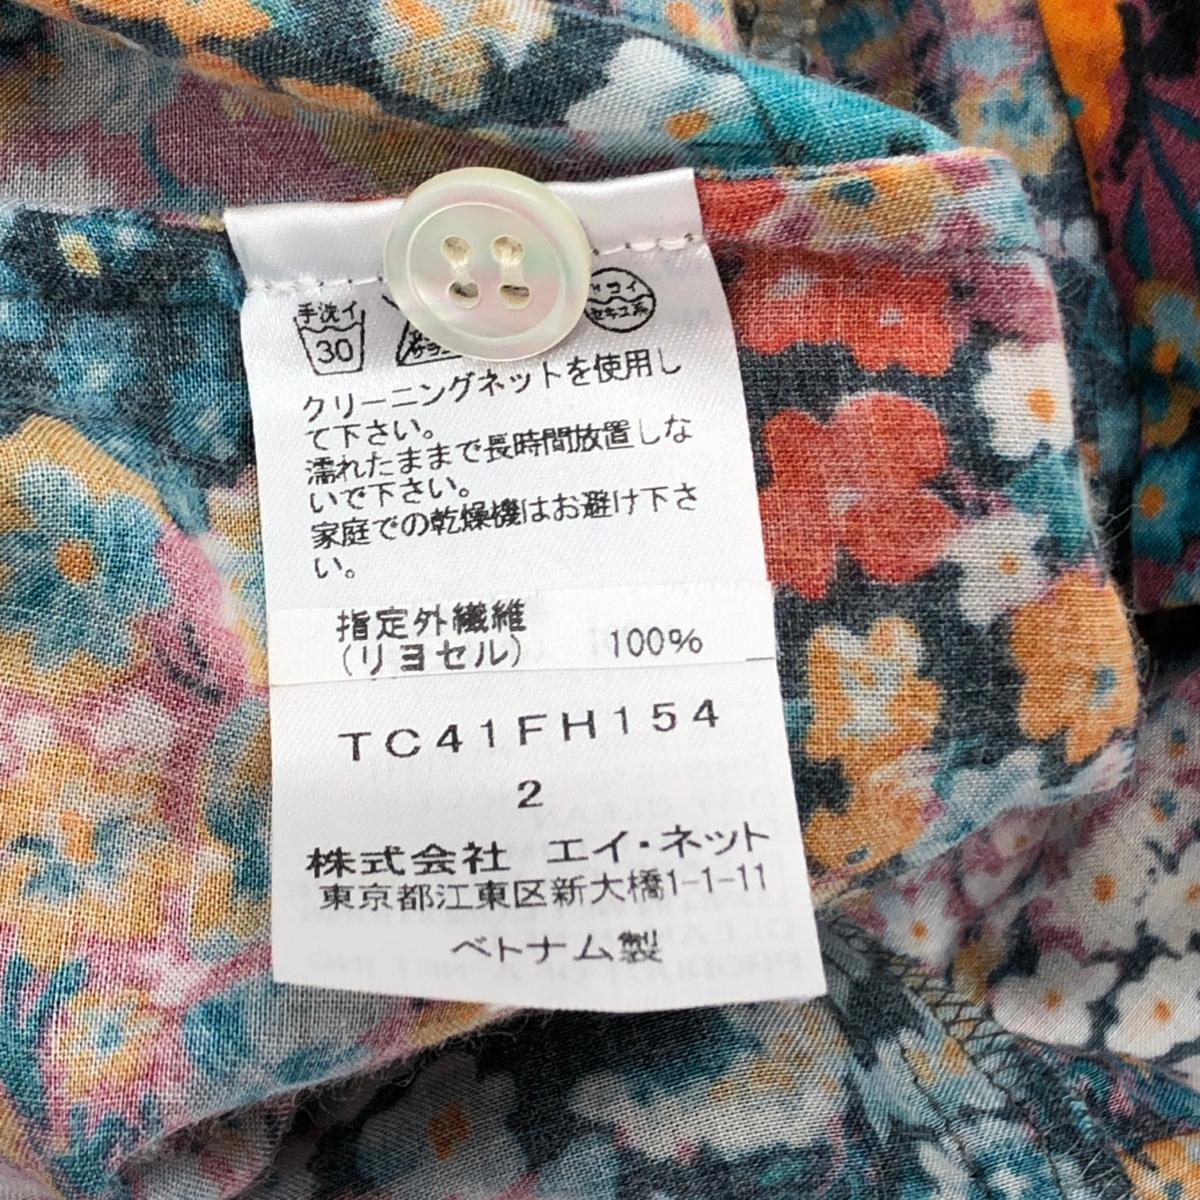 手洗イ
30
クリーニングネットを使用し
て下さい。
濡れたままで長時間放置しな
いで下さい。
家庭での乾燥機はお避け下さ
い。
指定外繊維
(リヨセル) 100%
TC41FH154
2
株式会社 エイ・ネット
東京都江東区新大橋1-1-11
ベトナム製